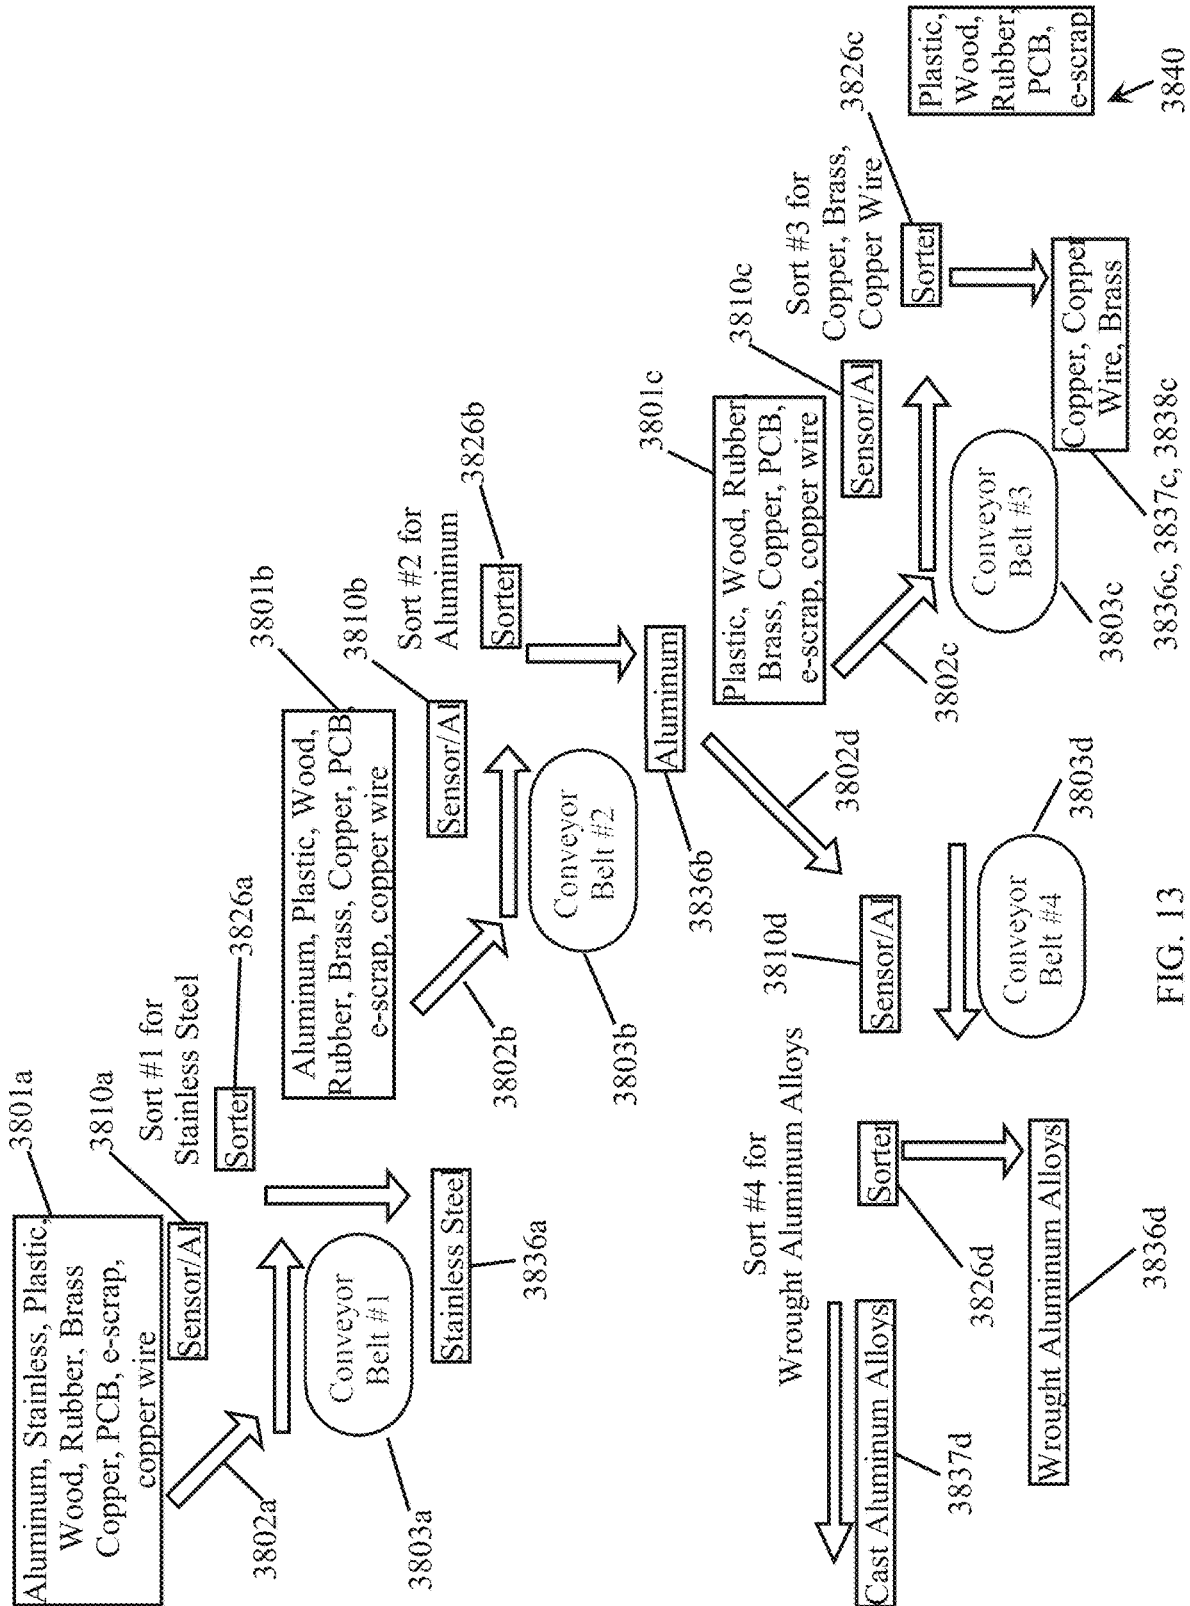 3801a
Aluminum, Stainless, Plastic,
Wood, Rubber, Brass
Copper, PCB, e-scrap,
copper wire
3810a
Sensor/AI
Sort #1 for
Stainless Steel
3826a
Sorter
3802a
Conveyor
Belt #1
3803a
Stainless Steel
3836a
3801b
Aluminum, Plastic, Wood,
Rubber, Brass, Copper, PCB,
e-scrap, copper wire
3810b
Sensor/AI
Sort #2 for
Aluminum
3826b
Sorter
3802b
Conveyor
Belt #2
3803b
Aluminum
3836b
3801c
Plastic, Wood, Rubber
Brass, Copper, PCB,
e-scrap, copper wire
3810c
Sensor/AI
Sort #3 for
Copper, Brass,
Copper Wire
3826c
Sorter
3802c
Conveyor
Belt #3
3803c
Copper, Copper
Wire, Brass
3836c, 3837c, 3838c
Plastic,
Wood,
Rubber,
PCB,
e-scrap
3840
3802d
3810d
Sensor/AI
Conveyor
Belt #4
3803d
Sort #4 for
Wrought Aluminum Alloys
Sorter
3826d
Cast Aluminum Alloys
3837d
Wrought Aluminum Alloys
3836d
FIG. 13